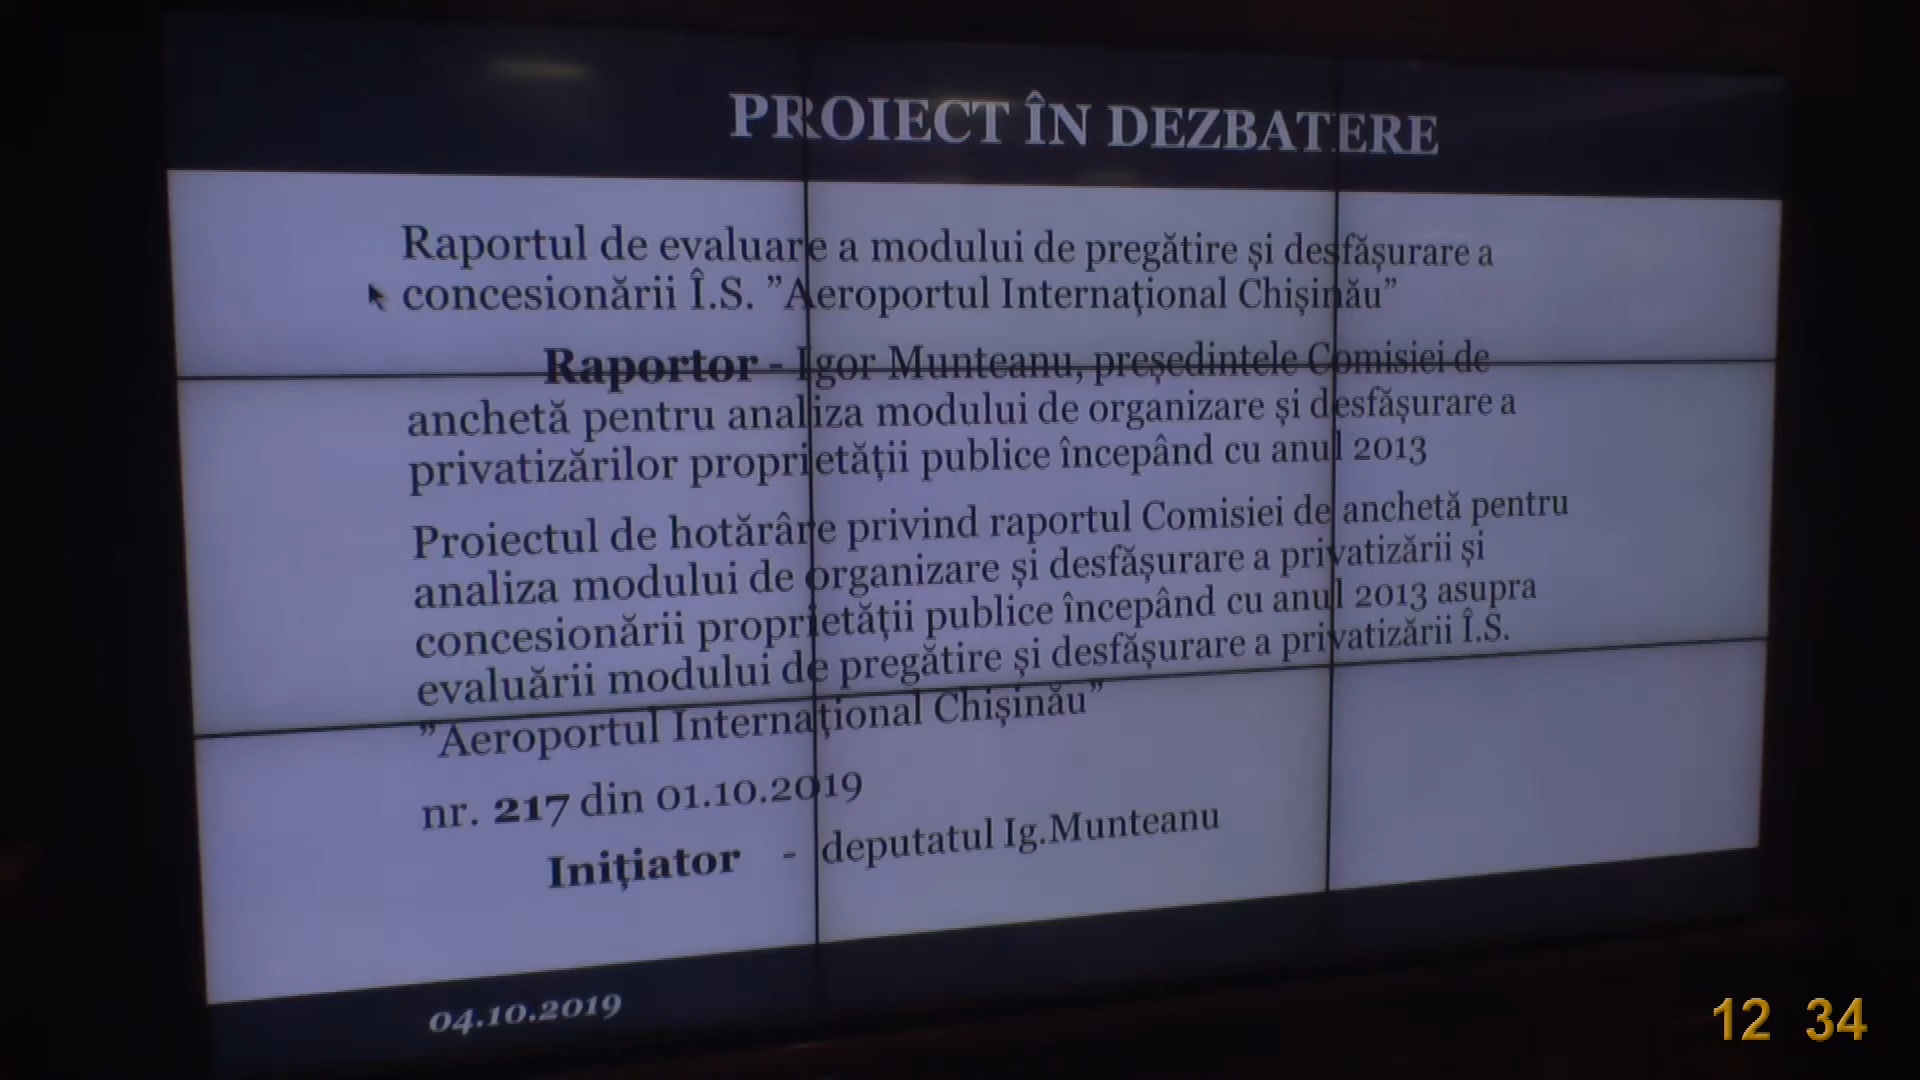 PROIECT ÎN DEZBATERE
Raportul de evaluare a modului de pregătire și desfășurare a
concesionării Î.S. ”Aeroportul Internațional Chișinău”
Raportor - Igor Munteanu, președintele Comisiei de
anchetă pentru analiza modului de organizare și desfășurare a
privatizărilor proprietății publice începând cu anul 2013
Proiectul de hotărâre privind raportul Comisiei de anchetă pentru
analiza modului de organizare și desfășurare a privatizării și
concesionării proprietății publice începând cu anul 2013 asupra
evaluării modului de pregătire și desfășurare a privatizării Î.S.
”Aeroportul Internațional Chișinău”
nr. 217 din 01.10.2019
Inițiator - deputatul Ig.Munteanu
04.10.2019
12 34